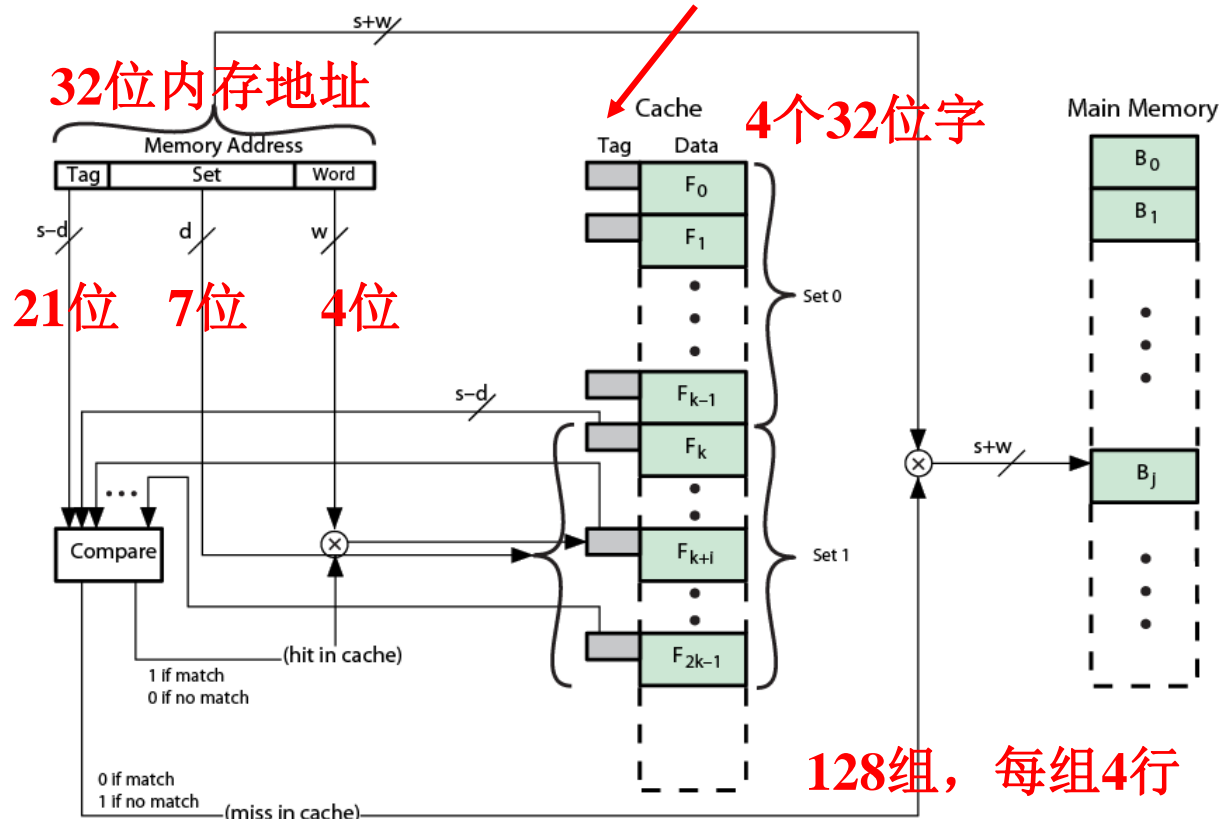 s+w
32位内存地址
Cache
4个32位字
Main Memory
Memory Address
Tag Data
Tag Set Word
F0
B0
F1
B1
s–d d w
21位 7位 4位
Set 0
Fk–1
s–d
Fk
s+w
Bj
Compare
Fk+i
Set 1
F2k–1
(hit in cache)
1 if match
0 if no match
128组，每组4行
0 if match
1 if no match
(miss in cache)